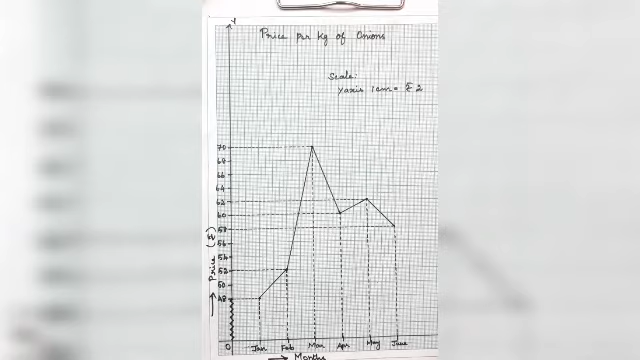 Y
Price per kg of Onions
Scale:
Yaxis 1cm = ₹ 2
70
68
66
64
62
60
58
56
54
52
50
48
Price (₹)
0
Jan Feb Mar Apr May June
Months